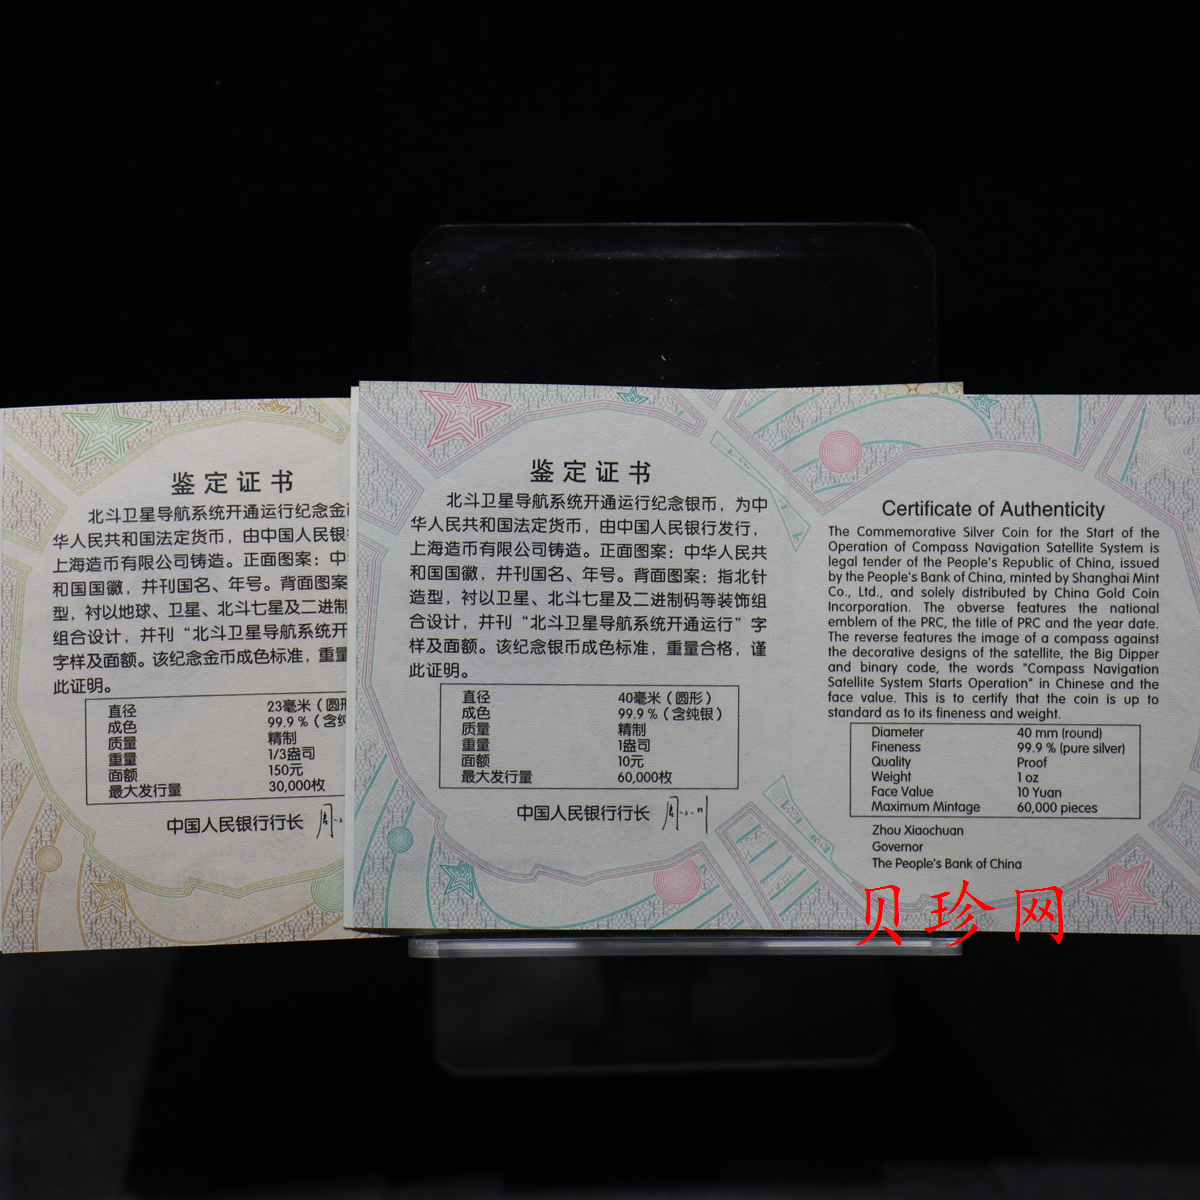 鉴定证书
北斗卫星导航系统开通运行纪念金币
华人民共和国法定货币，由中国人民银
上海造币有限公司铸造。正面图案：中
和国国徽，并刊国名、年号。背面图案
型，衬以地球、卫星、北斗七星及二进制
组合设计，并刊“北斗卫星导航系统开
字样及面额。该纪念金币成色标准，重量
此证明。
直径 23毫米（圆形
成色 99.9％（含纯
质量 精制
重量 1/3盎司
面额 150元
最大发行量 30,000枚
中国人民银行行长
鉴定证书
北斗卫星导航系统开通运行纪念银币，为中
华人民共和国法定货币，由中国人民银行发行，
上海造币有限公司铸造。正面图案：中华人民共
和国国徽，并刊国名、年号。背面图案：指北针
造型，衬以卫星、北斗七星及二进制码等装饰组
合设计，并刊“北斗卫星导航系统开通运行”字
样及面额。该纪念银币成色标准，重量合格，谨
此证明。
直径 40毫米（圆形）
成色 99.9％（含纯银）
质量 精制
重量 1盎司
面额 10元
最大发行量 60,000枚
中国人民银行行长
Certificate of Authenticity
The Commemorative Silver Coin for the Start of the
Operation of Compass Navigation Satellite System is
legal tender of the People's Republic of China, issued
by the People's Bank of China, minted by Shanghai Mint
Co., Ltd., and solely distributed by China Gold Coin
Incorporation. The obverse features the national
emblem of the PRC, the title of PRC and the year date.
The reverse features the image of a compass against
the decorative designs of the satellite, the Big Dipper
and binary code, the words "Compass Navigation
Satellite System Starts Operation" in Chinese and the
face value. This is to certify that the coin is up to
standard as to its fineness and weight.
Diameter 40 mm (round)
Fineness 99.9 % (pure silver)
Quality Proof
Weight 1 oz
Face Value 10 Yuan
Maximum Mintage 60,000 pieces
Zhou Xiaochuan
Governor
The People's Bank of China
贝珍网